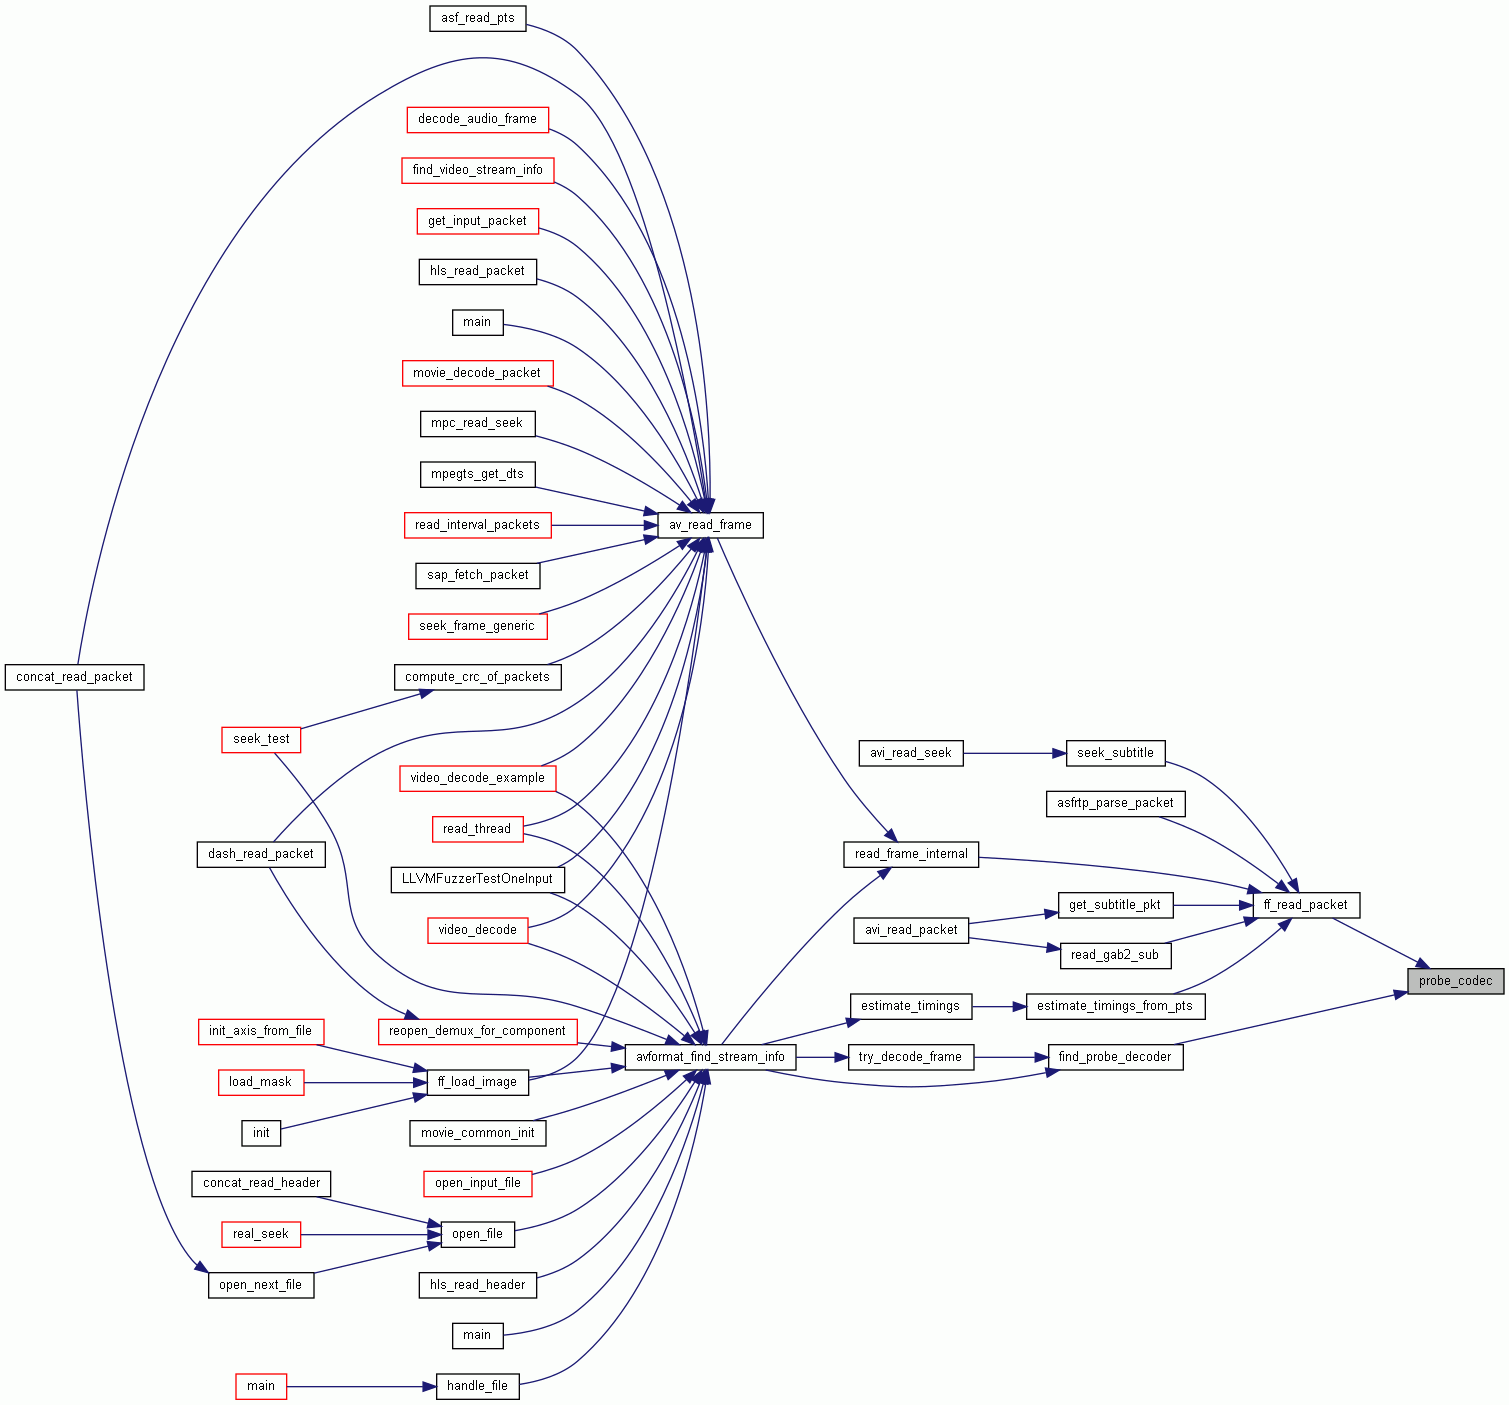 asf_read_pts
decode_audio_frame
find_video_stream_info
get_input_packet
hls_read_packet
main
movie_decode_packet
mpc_read_seek
mpegts_get_dts
read_interval_packets
av_read_frame
sap_fetch_packet
seek_frame_generic
concat_read_packet
compute_crc_of_packets
seek_test
avi_read_seek
seek_subtitle
video_decode_example
asfrtp_parse_packet
read_thread
dash_read_packet
read_frame_internal
LLVMFuzzerTestOneInput
get_subtitle_pkt
ff_read_packet
video_decode
avi_read_packet
read_gab2_sub
probe_codec
estimate_timings
estimate_timings_from_pts
init_axis_from_file
reopen_demux_for_component
avformat_find_stream_info
try_decode_frame
find_probe_decoder
load_mask
ff_load_image
init
movie_common_init
concat_read_header
open_input_file
real_seek
open_file
open_next_file
hls_read_header
main
main
handle_file